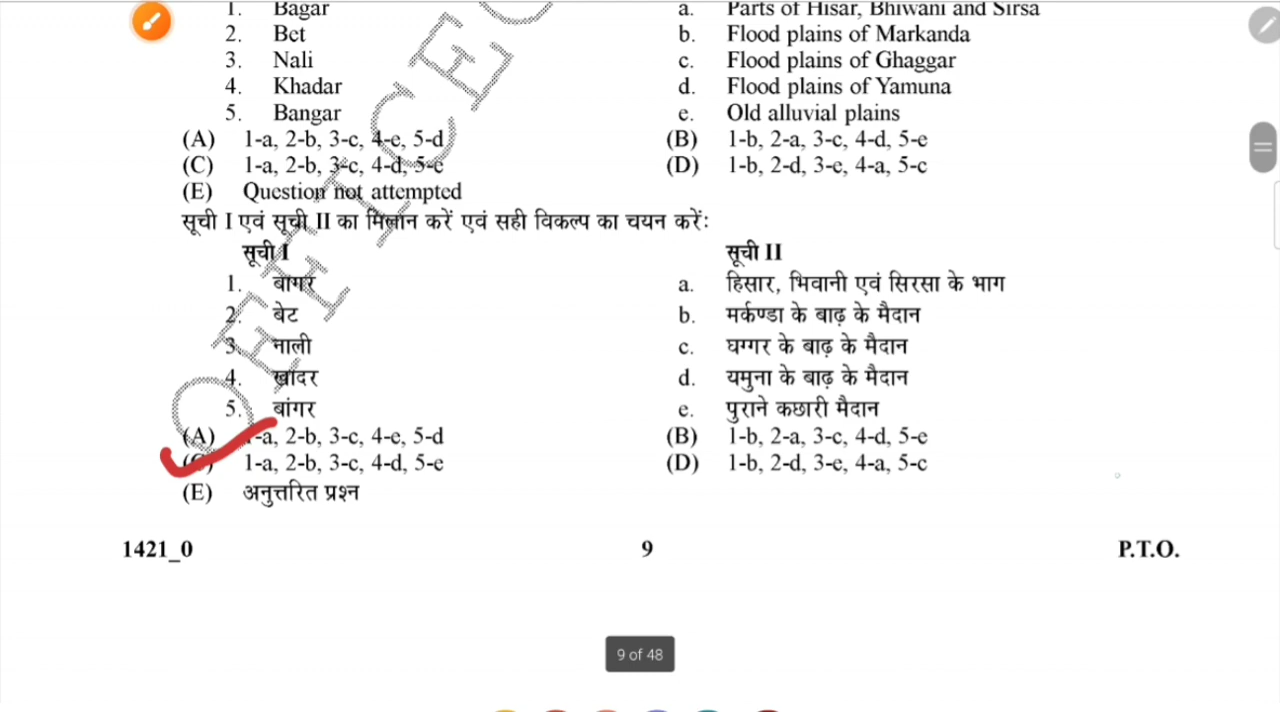 1. Bagar a. Parts of Hisar, Bhiwani and Sirsa
2. Bet b. Flood plains of Markanda
3. Nali c. Flood plains of Ghaggar
4. Khadar d. Flood plains of Yamuna
5. Bangar e. Old alluvial plains
(A) 1-a, 2-b, 3-c, 4-e, 5-d (B) 1-b, 2-a, 3-c, 4-d, 5-e
(C) 1-a, 2-b, 3-c, 4-d, 5-e (D) 1-b, 2-d, 3-e, 4-a, 5-c
(E) Question not attempted
सूची I एवं सूची II का मिलान करें एवं सही विकल्प का चयन करें:
सूची I सूची II
1. बागर a. हिसार, भिवानी एवं सिरसा के भाग
2. बेट b. मर्कण्डा के बाढ़ के मैदान
3. नाली c. घग्गर के बाढ़ के मैदान
4. खादर d. यमुना के बाढ़ के मैदान
5. बांगर e. पुराने कछारी मैदान
(A) 1-a, 2-b, 3-c, 4-e, 5-d (B) 1-b, 2-a, 3-c, 4-d, 5-e
(C) 1-a, 2-b, 3-c, 4-d, 5-e (D) 1-b, 2-d, 3-e, 4-a, 5-c
(E) अनुत्तरित प्रश्न
1421_0 9 P.T.O.
9 of 48